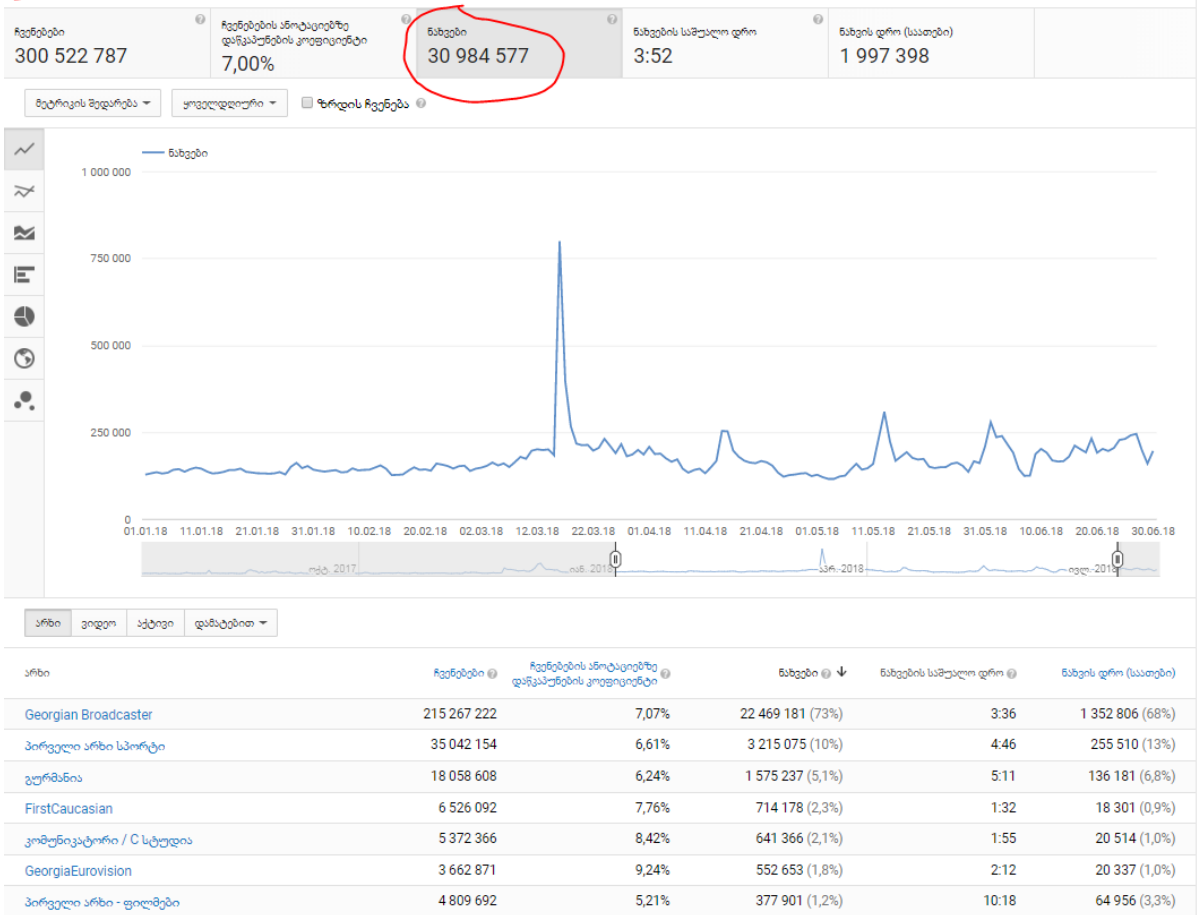 ჩვენებები
300 522 787
ჩვენებების ანოტაციებზე
დაწკაპუნების კოეფიციენტი
7,00%
ნახვები
30 984 577
ნახვების საშუალო დრო
3:52
ნახვის დრო (საათები)
1 997 398
მეტრიკის შედარება
ყოველდღიური
ზრდის ჩვენება
ნახვები
1 000 000
750 000
500 000
250 000
0
01.01.18 11.01.18 21.01.18 31.01.18 10.02.18 20.02.18 02.03.18 12.03.18 22.03.18 01.04.18 11.04.18 21.04.18 01.05.18 11.05.18 21.05.18 31.05.18 10.06.18 20.06.18 30.06.18
ოქტ. 2017 იან. 2018 აპრ. 2018 ივლ. 2018
არხი ვიდეო აქტივი დამატებით
არხი ჩვენებები ჩვენებების ანოტაციებზე დაწკაპუნების კოეფიციენტი ნახვები ნახვების საშუალო დრო ნახვის დრო (საათები)
Georgian Broadcaster 215 267 222 7,07% 22 469 181 (73%) 3:36 1 352 806 (68%)
პირველი არხი სპორტი 35 042 154 6,61% 3 215 075 (10%) 4:46 255 510 (13%)
გურმანია 18 058 608 6,24% 1 575 237 (5,1%) 5:11 136 181 (6,8%)
FirstCaucasian 6 526 092 7,76% 714 178 (2,3%) 1:32 18 301 (0,9%)
კომუნიკატორი / C სტუდია 5 372 366 8,42% 641 366 (2,1%) 1:55 20 514 (1,0%)
GeorgiaEurovision 3 662 871 9,24% 552 653 (1,8%) 2:12 20 337 (1,0%)
პირველი არხი - ფილმები 4 809 692 5,21% 377 901 (1,2%) 10:18 64 956 (3,3%)